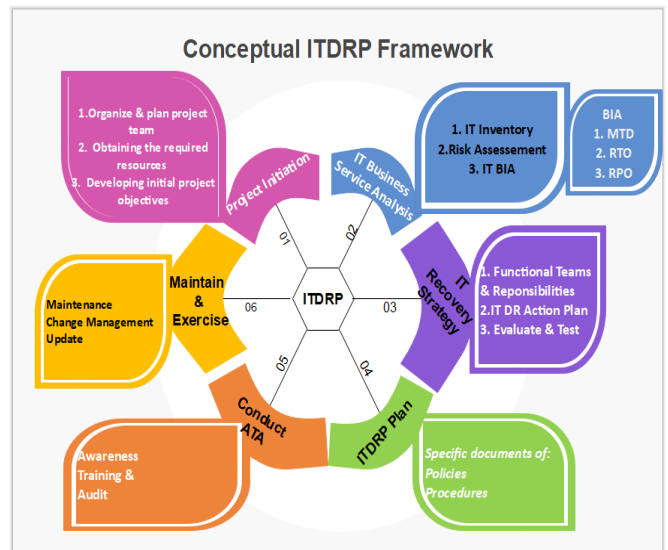 Conceptual ITDRP Framework
1.Organize & plan project
team
2. Obtaining the required
resources
3. Developing initial project
objectives
Project Initiation
01
IT Business
Service Analysis
02
1. IT Inventory
2.Risk Assessement
3. IT BIA
BIA
1. MTD
2. RTO
3. RPO
IT
Recovery
Strategy
03
1. Functional Teams
& Reponsibilities
2.IT DR Action Plan
3. Evaluate & Test
ITDRP
ITDRP Plan
04
Specific documents of:
Policies
Procedures
Conduct
ATA
05
Awareness
Training &
Audit
Maintain
&
Exercise
06
Maintenance
Change Management
Update